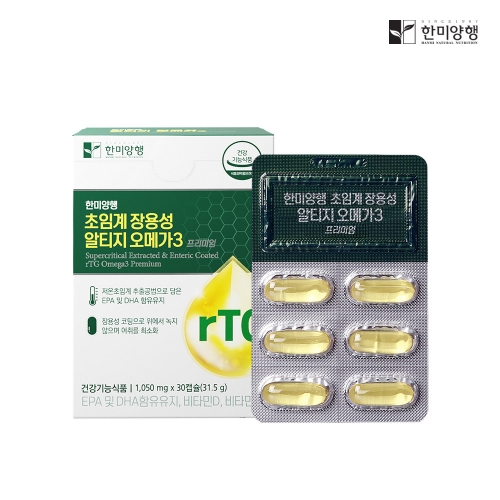 한미양행
HANMI NATURAL NUTRITION
한미양행
건강
기능식품
한미양행
초임계 장용성
알티지 오메가3 프리미엄
Supercritical Extracted & Enteric Coated
rTG Omega3 Premium
저온초임계 추출공법으로 담은
EPA 및 DHA 함유유지
장용성 코팅으로 위에서 녹지
않으며 어취를 최소화
rTG
건강기능식품 | 1,050 mg x 30캡슐(31.5 g)
EPA 및 DHA함유유지, 비타민D, 비타민
한미양행 초임계 장용성
알티지 오메가3
프리미엄